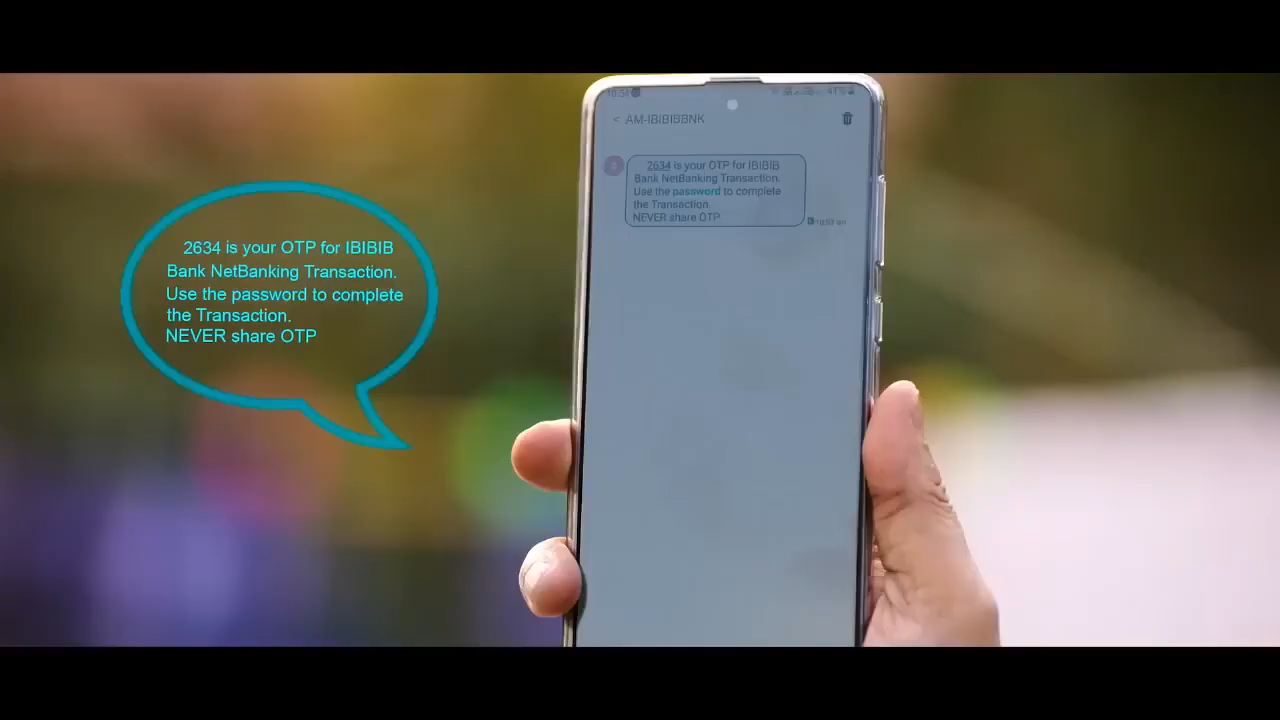 2634 is your OTP for IBIBIB
Bank NetBanking Transaction.
Use the password to complete
the Transaction.
NEVER share OTP
< AM-IBIBIBBNK
2634 is your OTP for IBIBIB
Bank NetBanking Transaction.
Use the password to complete
the Transaction.
NEVER share OTP